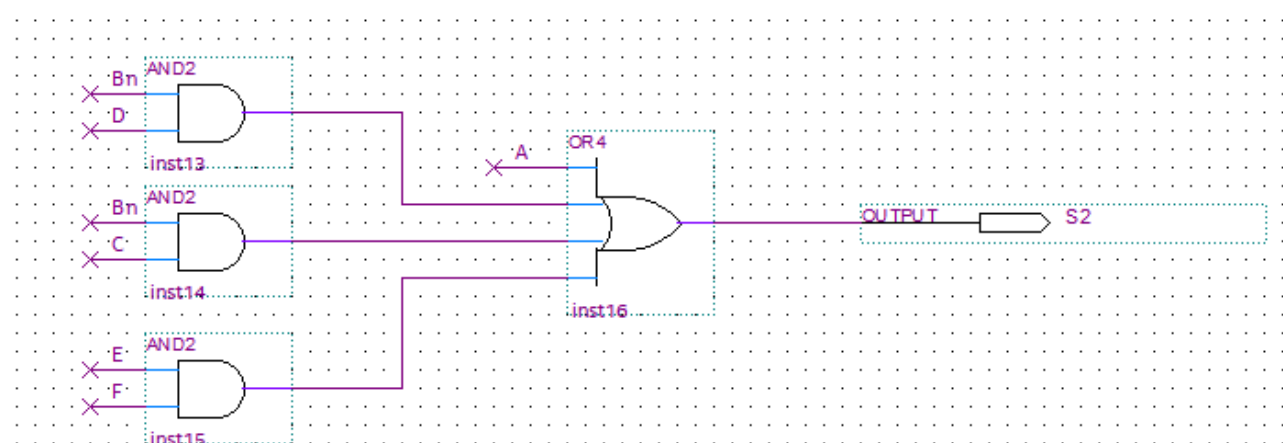 AND2
Bn
D
inst13
AND2
Bn
C
inst14
AND2
E
F
inst15
OR4
A
inst16
OUTPUT
S2